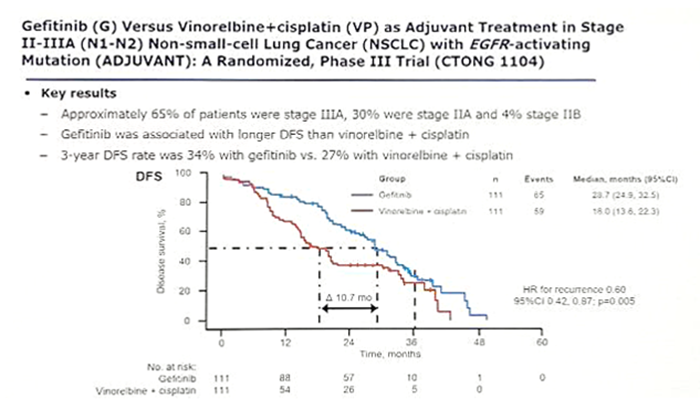 Gefitinib (G) Versus Vinorelbine+cisplatin (VP) as Adjuvant Treatment in Stage
II-IIIA (N1-N2) Non-small-cell Lung Cancer (NSCLC) with EGFR-activating
Mutation (ADJUVANT): A Randomized, Phase III Trial (CTONG 1104)
• Key results
– Approximately 65% of patients were stage IIIA, 30% were stage IIA and 4% stage IIB
– Gefitinib was associated with longer DFS than vinorelbine + cisplatin
– 3-year DFS rate was 34% with gefitinib vs. 27% with vinorelbine + cisplatin
DFS
Group n Events Median, months (95%CI)
Gefitinib 111 65 28.7 (24.9, 32.5)
Vinorelbine + cisplatin 111 59 18.0 (13.6, 22.3)
Disease survival, %
100
80
60
40
20
0
Δ 10.7 mo
HR for recurrence 0.60
95%CI 0.42, 0.87; p=0.005
0 12 24 36 48 60
Time, months
No. at risk:
Gefitinib 111 88 57 10 1 0
Vinorelbine + cisplatin 111 54 26 5 0